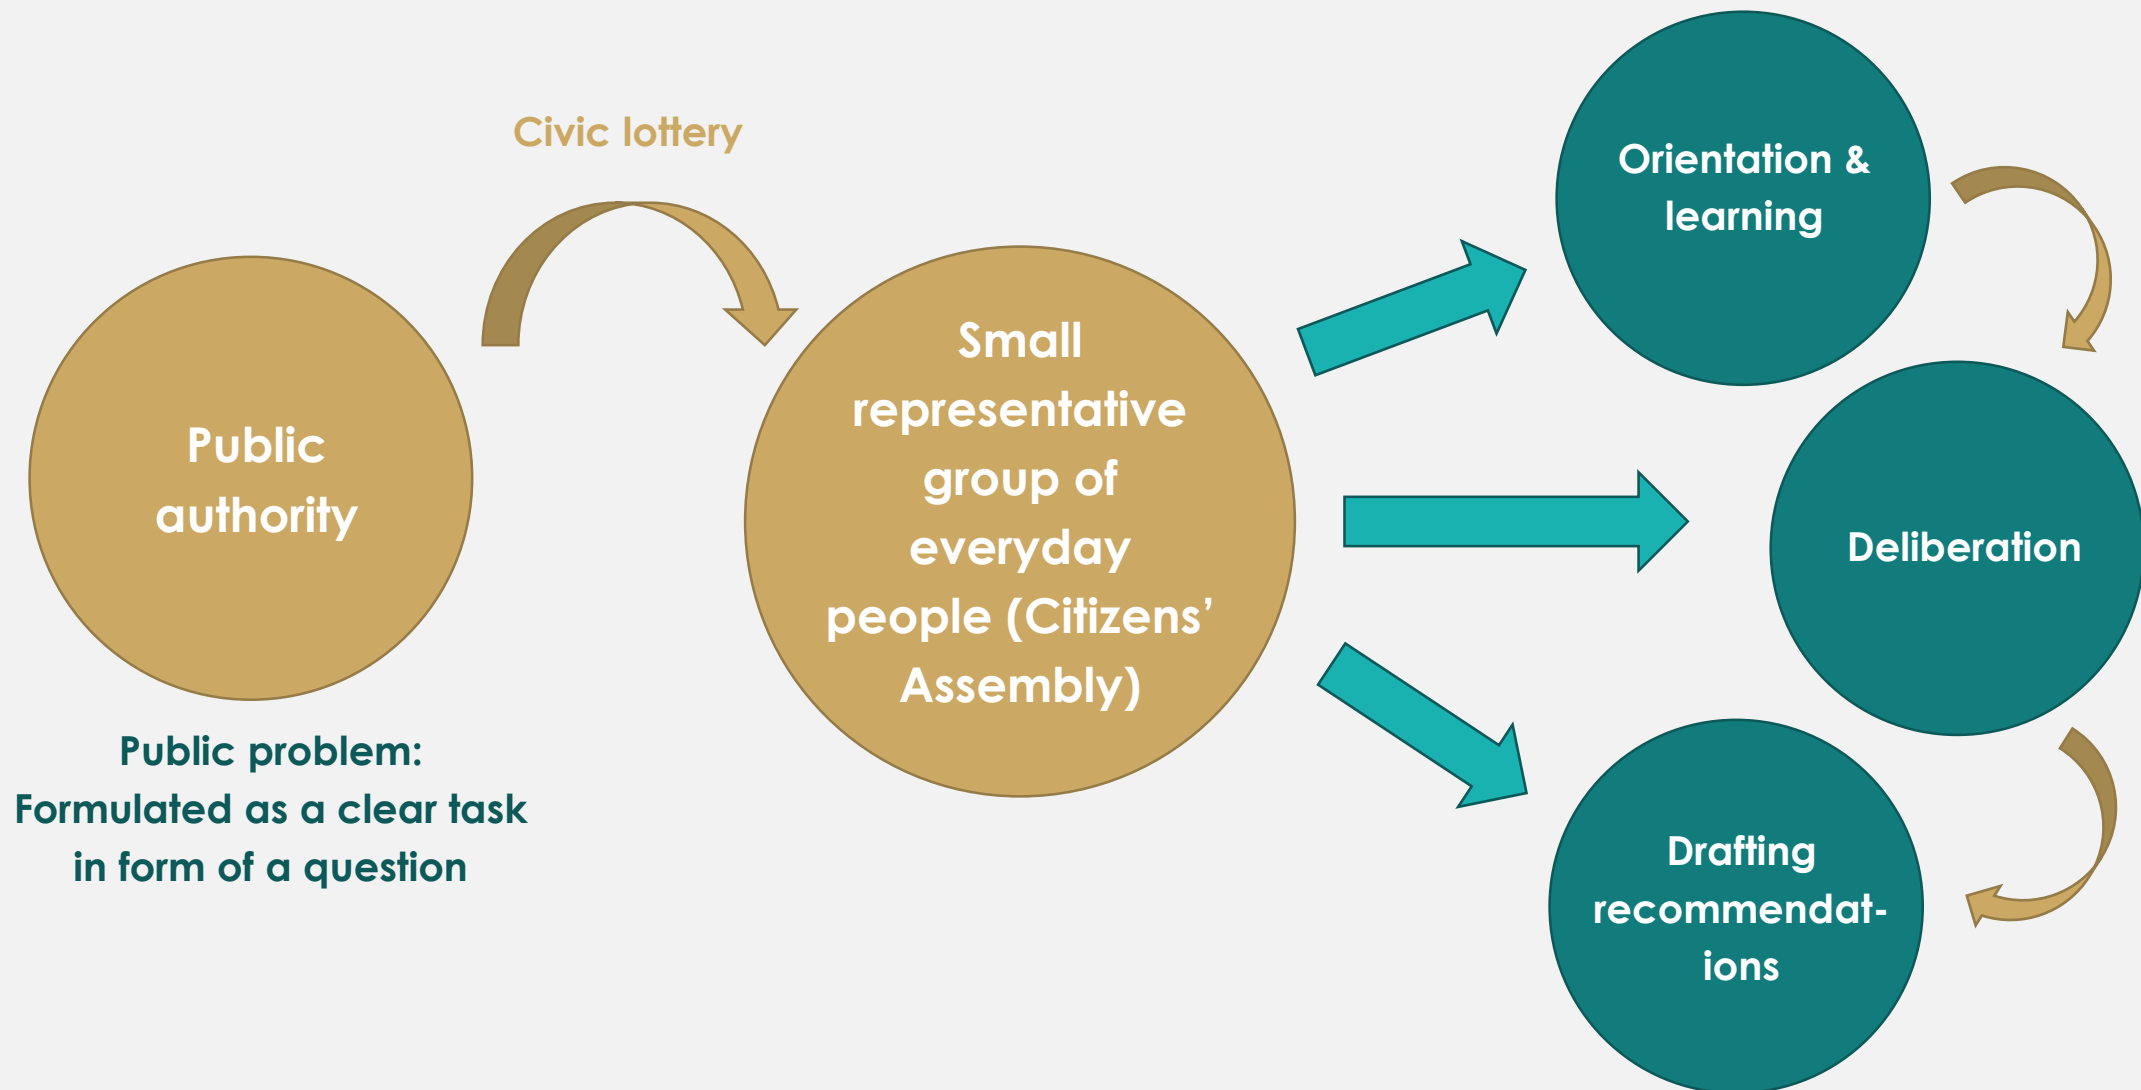 Civic lottery
Public
authority
Public problem:
Formulated as a clear task
in form of a question
Small
representative
group of
everyday
people (Citizens’
Assembly)
Orientation &
learning
Deliberation
Drafting
recommendat-
ions